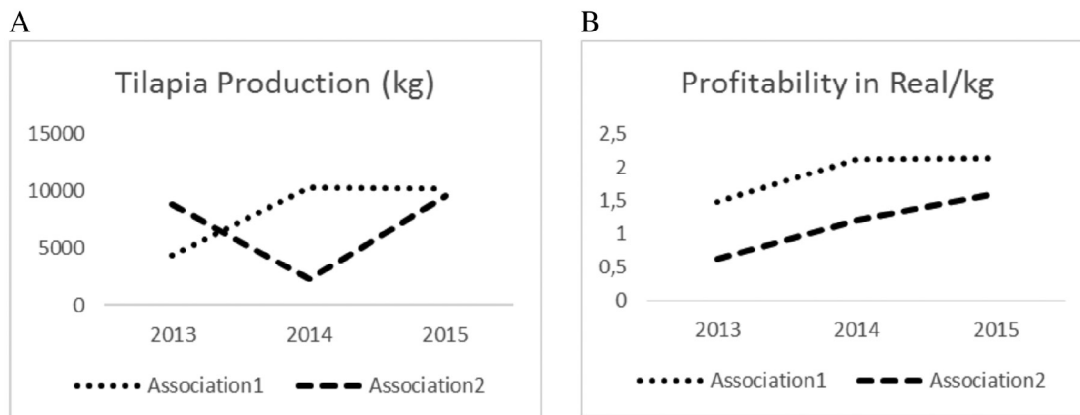 A
Tilapia Production (kg)
15000
10000
5000
0
2013 2014 2015
Association1 Association2
B
Profitability in Real/kg
2,5
2
1,5
1
0,5
0
2013 2014 2015
Association1 Association2